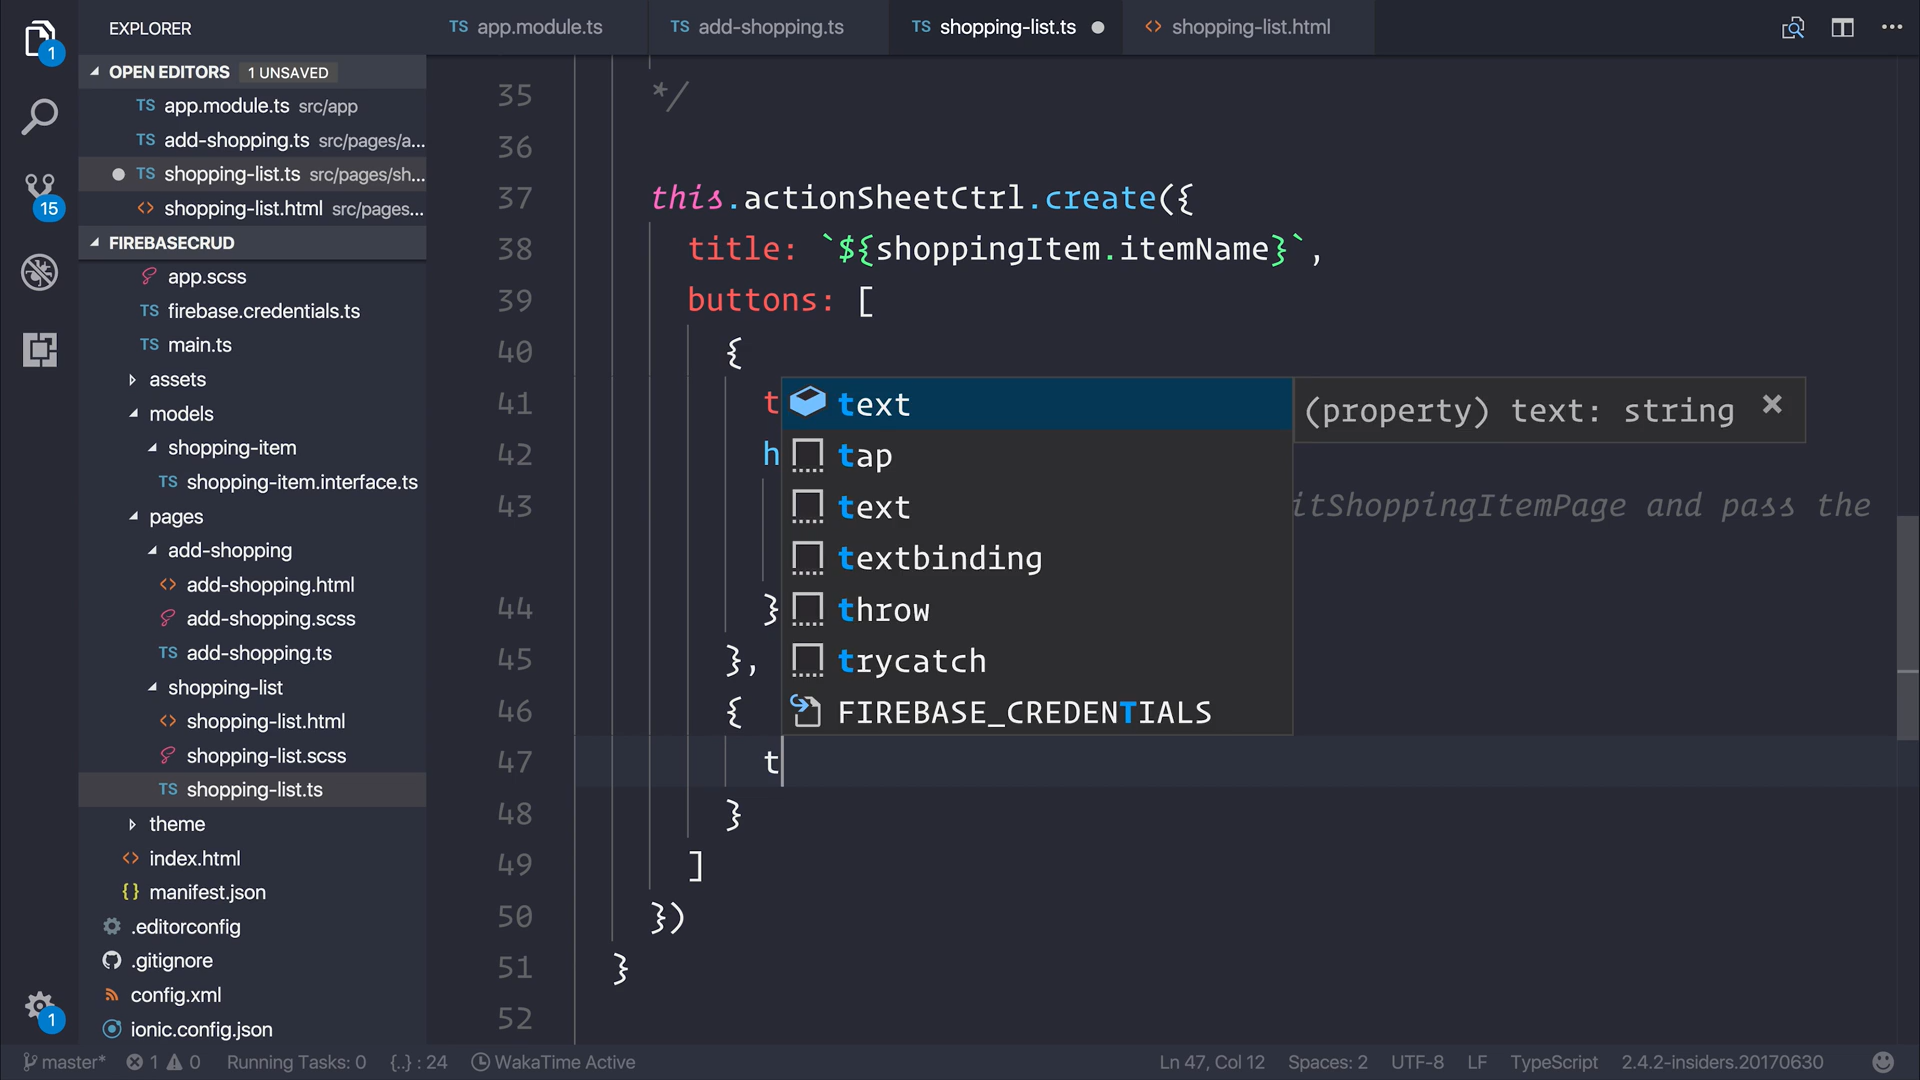 EXPLORER
TS app.module.ts
TS add-shopping.ts
TS shopping-list.ts
<> shopping-list.html
1
OPEN EDITORS 1 UNSAVED
TS app.module.ts src/app
TS add-shopping.ts src/pages/a...
TS shopping-list.ts src/pages/sh...
15
<> shopping-list.html src/pages...
FIREBASECRUD
app.scss
TS firebase.credentials.ts
TS main.ts
assets
models
shopping-item
TS shopping-item.interface.ts
pages
add-shopping
<> add-shopping.html
add-shopping.scss
TS add-shopping.ts
shopping-list
<> shopping-list.html
shopping-list.scss
TS shopping-list.ts
theme
<> index.html
{} manifest.json
.editorconfig
.gitignore
config.xml
1
ionic.config.json
35 */
36
37 this.actionSheetCtrl.create({
38 title: `${shoppingItem.itemName}`,
39 buttons: [
40 {
41 t
42 h
43 itShoppingItemPage and pass the
44 }
45 },
46 {
47 t
48 }
49 ]
50 })
51 }
52
text
(property) text: string ×
tap
text
textbinding
throw
trycatch
FIREBASE_CREDENTIALS
master* 1 0 Running Tasks: 0 {..} : 24 WakaTime Active Ln 47, Col 12 Spaces: 2 UTF-8 LF TypeScript 2.4.2-insiders.20170630